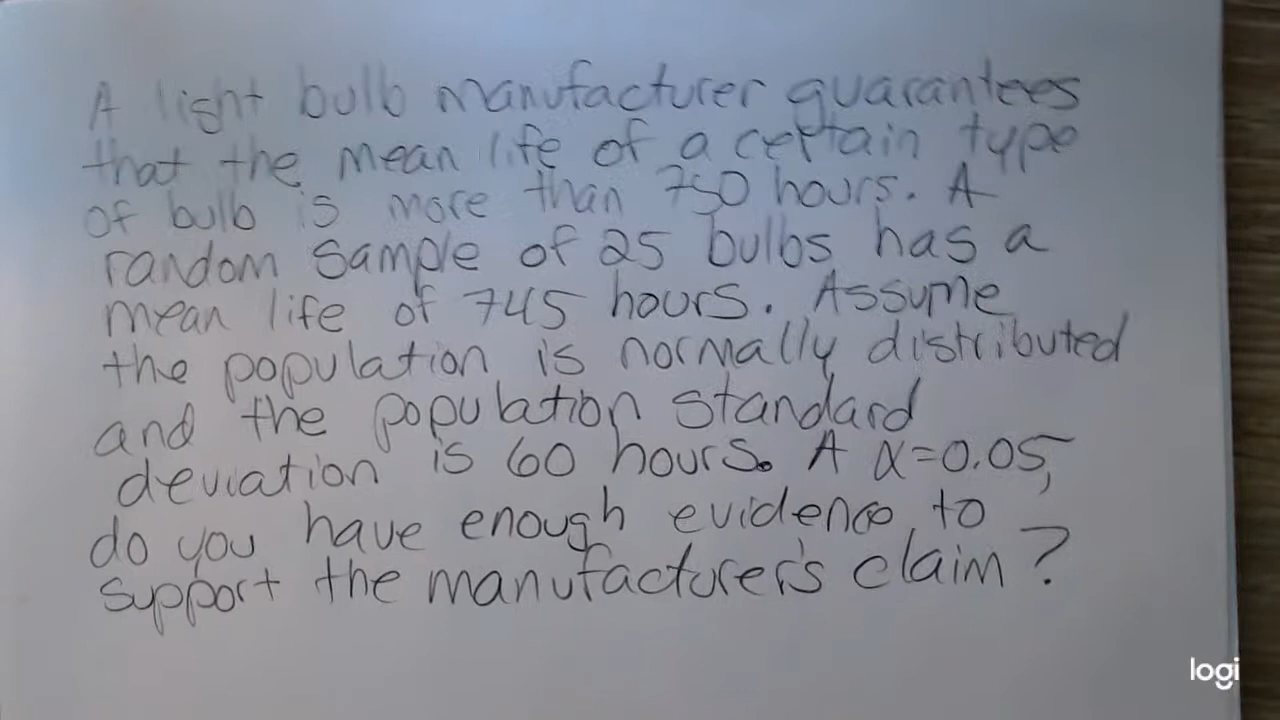 A light bulb manufacturer guarantees
that the mean life of a certain type
of bulb is more than 750 hours. A
random sample of 25 bulbs has a
mean life of 745 hours. Assume
the population is normally distributed
and the population standard
deviation is 60 hours. A α=0.05,
do you have enough evidence to
support the manufacturer's claim?
logi